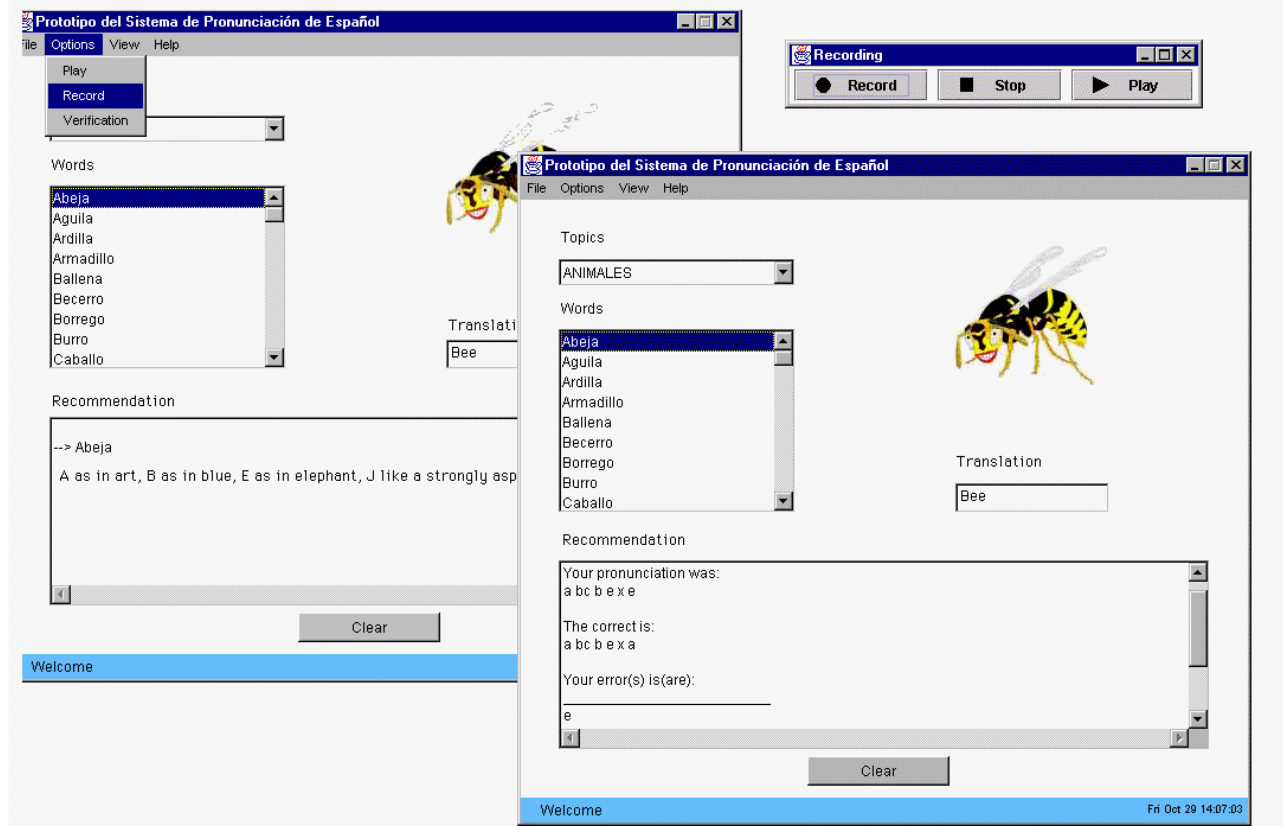 Prototipo del Sistema de Pronunciación de Español
File Options View Help
Play
Record
Verification
Words
Abeja
Aguila
Ardilla
Armadillo
Ballena
Becerro
Borrego
Burro
Caballo
Translati
Bee
Recommendation
--> Abeja
A as in art, B as in blue, E as in elephant, J like a strongly asp
Clear
Welcome
Recording
Record Stop Play
Prototipo del Sistema de Pronunciación de Español
File Options View Help
Topics
ANIMALES
Words
Abeja
Aguila
Ardilla
Armadillo
Ballena
Becerro
Borrego
Burro
Caballo
Translation
Bee
Recommendation
Your pronunciation was:
a bc b e x e
The correct is:
a bc b e x a
Your error(s) is(are):
e
Clear
Welcome Fri Oct 29 14:07:03